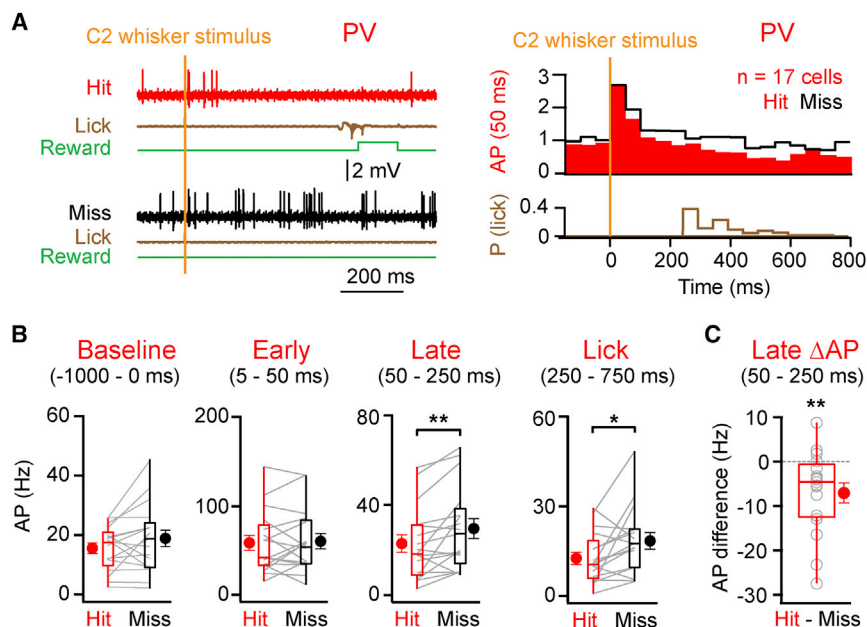 A
C2 whisker stimulus PV
Hit
Lick
Reward
2 mV
Miss
Lick
Reward
200 ms
C2 whisker stimulus PV
n = 17 cells
Hit Miss
AP (50 ms)
3
2
1
0
P (lick)
0.4
0
0 200 400 600 800
Time (ms)
B
Baseline
(-1000 - 0 ms)
AP (Hz)
60
40
20
0
Hit Miss
Early
(5 - 50 ms)
200
100
0
Hit Miss
Late
(50 - 250 ms)
80
**
40
0
Hit Miss
Lick
(250 - 750 ms)
60
*
30
0
Hit Miss
C
Late ΔAP
(50 - 250 ms)
**
AP difference (Hz)
10
0
-10
-20
-30
Hit - Miss